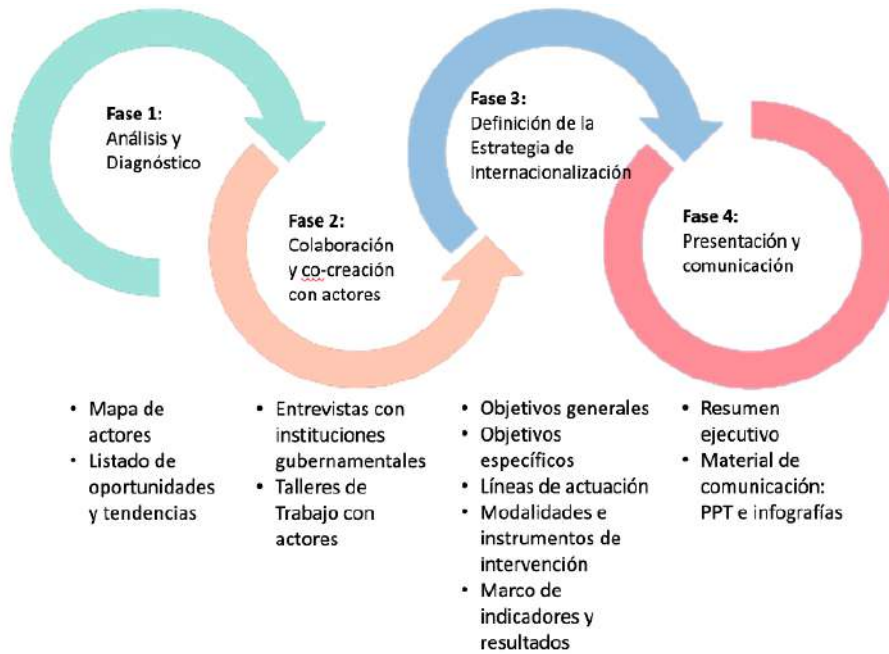 Fase 1:
Análisis y
Diagnóstico
Fase 2:
Colaboración
y co-creación
con actores
Fase 3:
Definición de la
Estrategia de
Internacionalización
Fase 4:
Presentación y
comunicación
• Mapa de
actores
• Listado de
oportunidades
y tendencias
• Entrevistas con
instituciones
gubernamentales
• Talleres de
Trabajo con
actores
• Objetivos generales
• Objetivos
específicos
• Líneas de actuación
• Modalidades e
instrumentos de
intervención
• Marco de
indicadores y
resultados
• Resumen
ejecutivo
• Material de
comunicación:
PPT e infografías